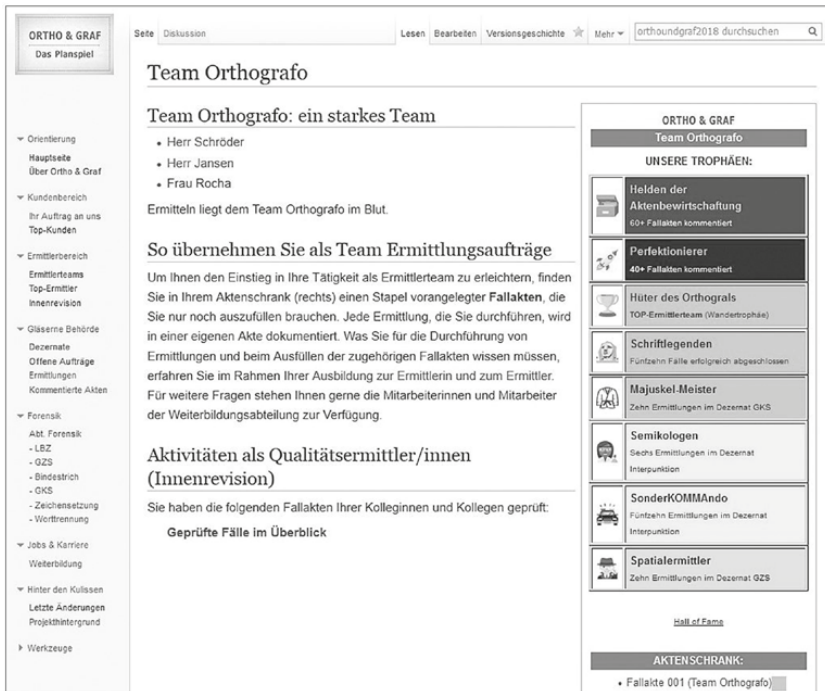 ORTHO & GRAF
Das Planspiel
Seite Diskussion
Lesen Bearbeiten Versionsgeschichte Mehr orthoundgraf2018 durchsuchen
Orientierung
Hauptseite
Über Ortho & Graf
Kundenbereich
Ihr Auftrag an uns
Top-Kunden
Ermittlerbereich
Ermittlerteams
Top-Ermittler
Innenrevision
Gläserne Behörde
Dezernate
Offene Aufträge
Ermittlungen
Kommentierte Akten
Forensik
Abt. Forensik
- LBZ
- GZS
- Bindestrich
- GKS
- Zeichensetzung
- Worttrennung
Jobs & Karriere
Weiterbildung
Hinter den Kulissen
Letzte Änderungen
Projekthintergrund
Werkzeuge
Team Orthografo
Team Orthografo: ein starkes Team
• Herr Schröder
• Herr Jansen
• Frau Rocha
Ermitteln liegt dem Team Orthografo im Blut.
So übernehmen Sie als Team Ermittlungsaufträge
Um Ihnen den Einstieg in Ihre Tätigkeit als Ermittlerteam zu erleichtern, finden
Sie in Ihrem Aktenschrank (rechts) einen Stapel vorangelegter Fallakten, die
Sie nur noch auszufüllen brauchen. Jede Ermittlung, die Sie durchführen, wird
in einer eigenen Akte dokumentiert. Was Sie für die Durchführung von
Ermittlungen und beim Ausfüllen der zugehörigen Fallakten wissen müssen,
erfahren Sie im Rahmen Ihrer Ausbildung zur Ermittlerin und zum Ermittler.
Für weitere Fragen stehen Ihnen gerne die Mitarbeiterinnen und Mitarbeiter
der Weiterbildungsabteilung zur Verfügung.
Aktivitäten als Qualitätsermittler/innen
(Innenrevision)
Sie haben die folgenden Fallakten Ihrer Kolleginnen und Kollegen geprüft:
Geprüfte Fälle im Überblick
ORTHO & GRAF
Team Orthografo
UNSERE TROPHÄEN:
Helden der
Aktenbewirtschaftung
60+ Fallakten kommentiert
Perfektionierer
40+ Fallakten kommentiert
Hüter des Orthograls
TOP-Ermittlerteam (Wandertrophäe)
Schriftlegenden
Fünfzehn Fälle erfolgreich abgeschlossen
Majuskel-Meister
Zehn Ermittlungen im Dezernat GKS
Semikologen
Sechs Ermittlungen im Dezernat
Interpunktion
SonderKOMMAndo
Fünfzehn Ermittlungen im Dezernat
Interpunktion
Spatialermittler
Zehn Ermittlungen im Dezernat GZS
Hall of Fame
AKTENSCHRANK:
• Fallakte 001 (Team Orthografo)